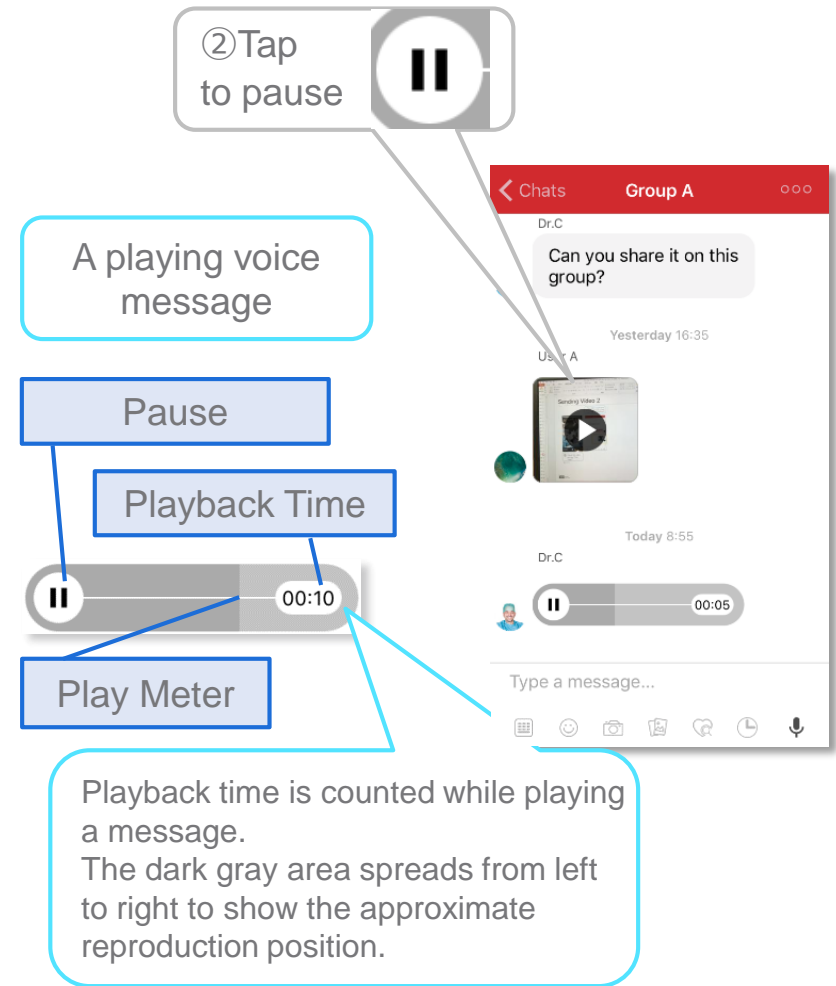 ②Tap
to pause
A playing voice
message
Pause
Playback Time
00:10
Play Meter
Playback time is counted while playing
a message.
The dark gray area spreads from left
to right to show the approximate
reproduction position.
Chats
Group A
Dr.C
Can you share it on this
group?
Yesterday 16:35
User A
Sending Video 2
Today 8:55
Dr.C
00:05
Type a message...